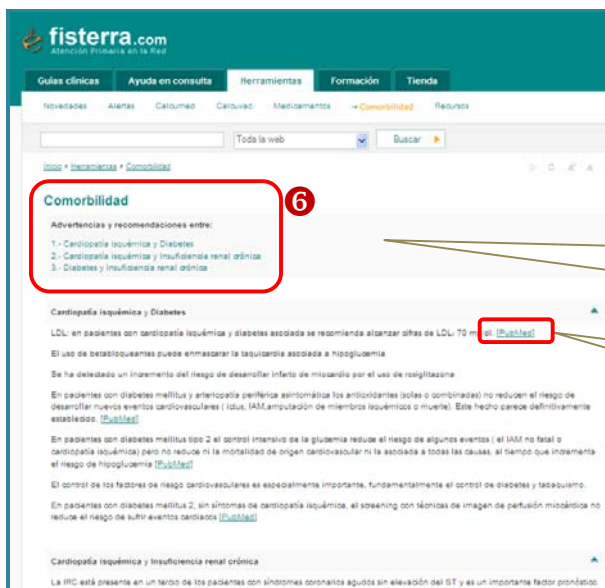 fisterra.com
Atención Primaria en la Red
Guías clínicas Ayuda en consulta Herramientas Formación Tienda
Novedades Alertas Calcumed Calcuvac Medicamentos → Comorbilidad Recursos
Toda la web Buscar
Inicio » Herramientas » Comorbilidad
Comorbilidad
6
Advertencias y recomendaciones entre:
1.- Cardiopatía isquémica y Diabetes
2.- Cardiopatía isquémica y Insuficiencia renal crónica
3.- Diabetes y Insuficiencia renal crónica
Cardiopatía isquémica y Diabetes
LDL: en pacientes con cardiopatía isquémica y diabetes asociada se recomienda alcanzar cifras de LDL: 70 [PubMed]
El uso de betabloqueantes puede enmascarar la taquicardia asociada a hipoglucemia
Se ha detectado un incremento del riesgo de desarrollar infarto de miocardio por el uso de rosiglitazona
En pacientes con diabetes mellitus y arteriopatía periférica asintomática los antioxidantes (solas o combinadas) no reducen el riesgo de
desarrollar nuevos eventos cardiovasculares ( ictus, IAM,amputación de miembros isquémicos o muerte). Este hecho parece definitivamente
establecido. [PubMed]
En pacientes con diabetes mellitus tipo 2 el control intensivo de la glucemia reduce el riesgo de algunos eventos ( el IAM no fatal o
cardiopatía isquémica) pero no reduce ni la mortalidad de origen cardiovascular ni la asociada a todas las causas, al tiempo que incrementa
el riesgo de hipoglucemia [PubMed]
El control de los factores de riesgo cardiovasculares es especialmente importante, fundamentalmente el control de diabetes y tabaquismo.
En pacientes con diabetes mellitus 2, sin síntomas de cardiopatía isquémica, el screening con técnicas de imagen de perfusión miocárdica no
reduce el riesgo de sufrir eventos cardiacos [PubMed]
Cardiopatía isquémica y Insuficiencia renal crónica
La IRC está presente en un tercio de los pacientes con síndromes coronarios agudos sin elevación del ST y es un importante factor pronóstico